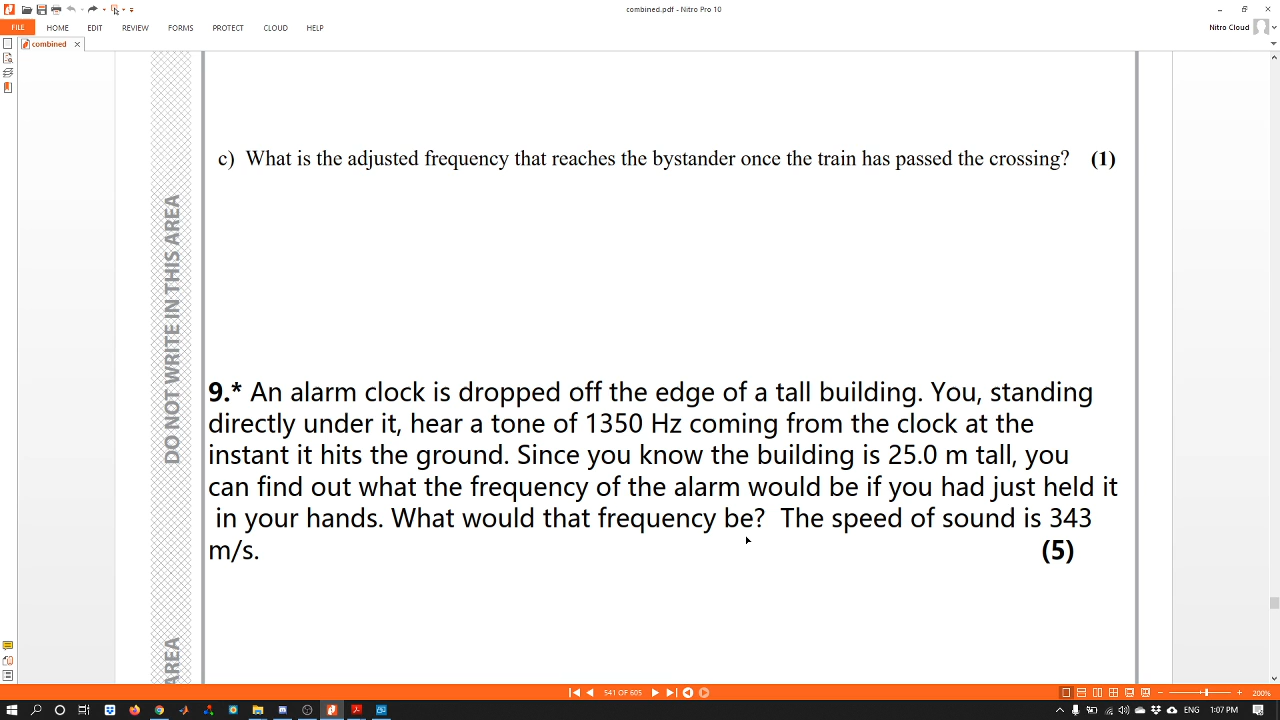 combined.pdf - Nitro Pro 10
FILE HOME EDIT REVIEW FORMS PROTECT CLOUD HELP
Nitro Cloud
combined
c) What is the adjusted frequency that reaches the bystander once the train has passed the crossing? (1)
DO NOT WRITE IN THIS AREA
9.* An alarm clock is dropped off the edge of a tall building. You, standing
directly under it, hear a tone of 1350 Hz coming from the clock at the
instant it hits the ground. Since you know the building is 25.0 m tall, you
can find out what the frequency of the alarm would be if you had just held it
in your hands. What would that frequency be? The speed of sound is 343
m/s. (5)
AREA
541 OF 605
200%
ENG 1:07 PM